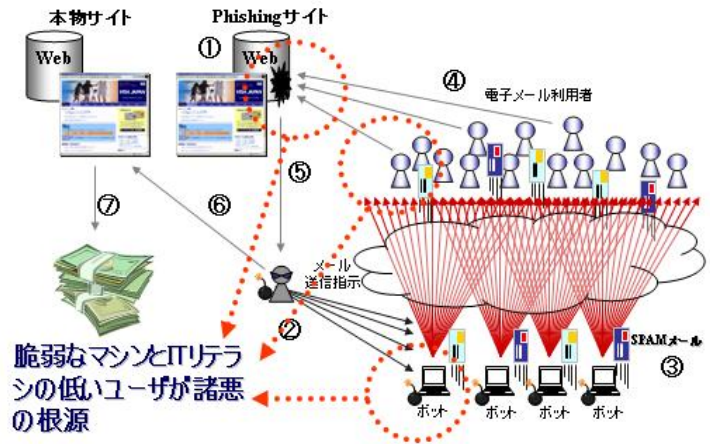 本物サイト
Phishingサイト
①
Web
Web
④
電子メール利用者
⑤
⑦
⑥
メール
送信指示
②
SPAMメール
③
脆弱なマシンとITリテラ
シの低いユーザが諸悪
の根源
ボット
ボット
ボット
ボット